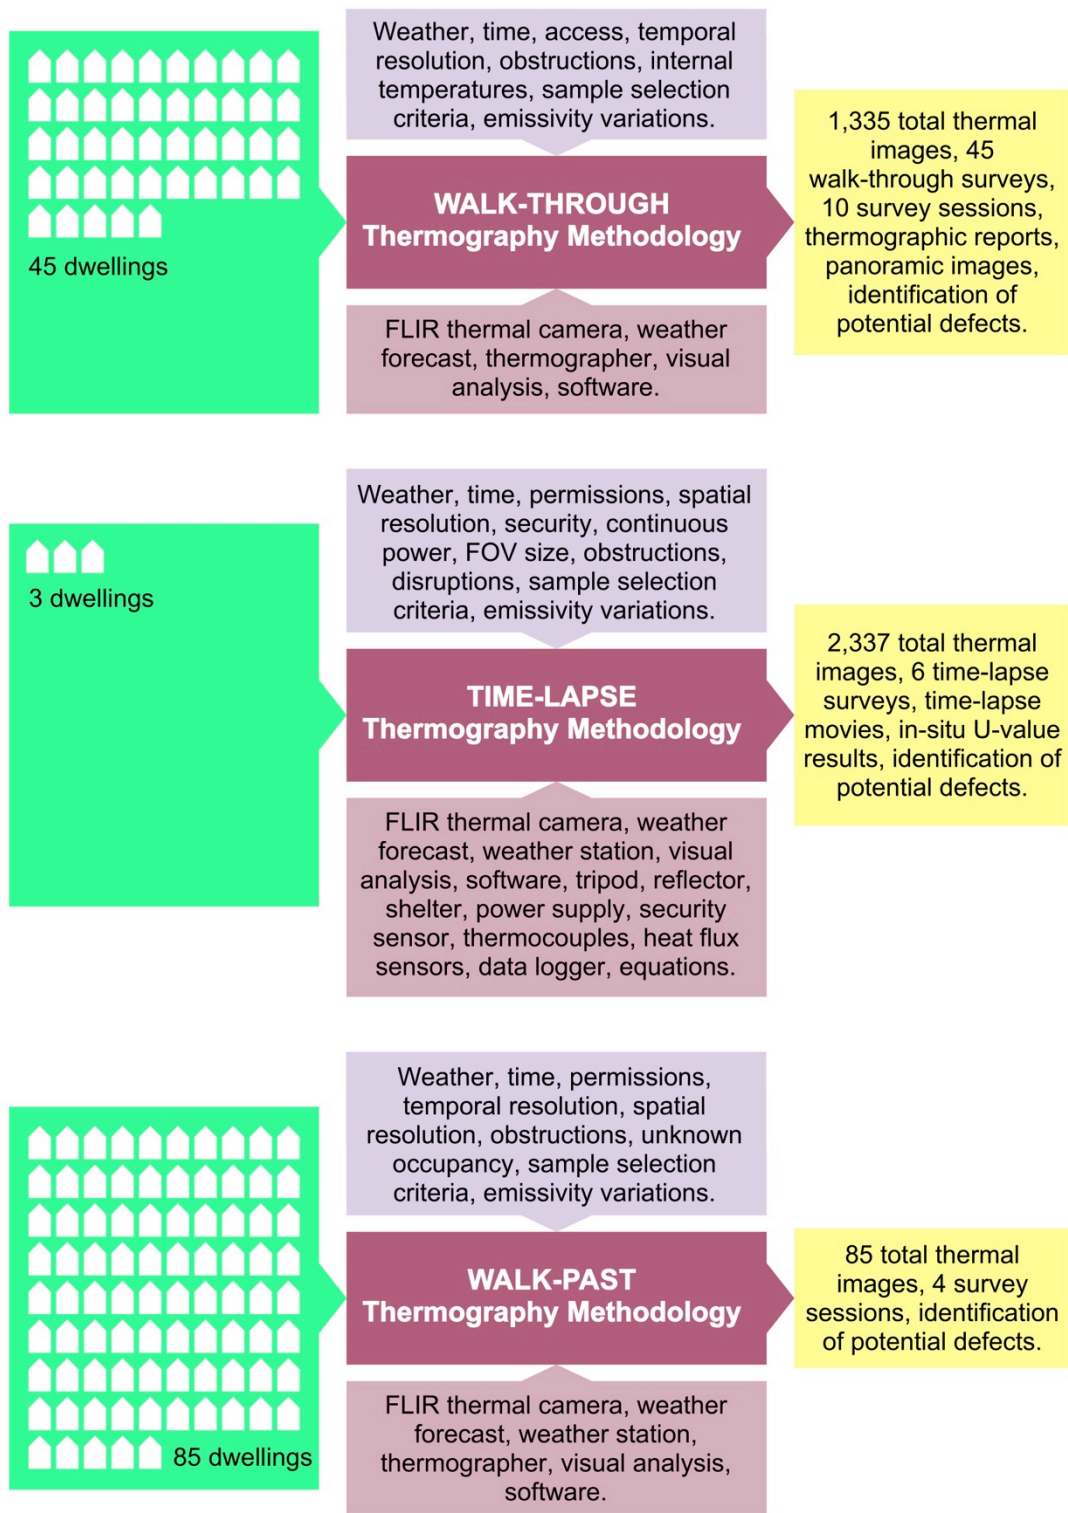 Weather, time, access, temporal
resolution, obstructions, internal
temperatures, sample selection
criteria, emissivity variations.
45 dwellings
WALK-THROUGH
Thermography Methodology
FLIR thermal camera, weather
forecast, thermographer, visual
analysis, software.
1,335 total thermal
images, 45
walk-through surveys,
10 survey sessions,
thermographic reports,
panoramic images,
identification of
potential defects.
Weather, time, permissions, spatial
resolution, security, continuous
power, FOV size, obstructions,
disruptions, sample selection
criteria, emissivity variations.
3 dwellings
TIME-LAPSE
Thermography Methodology
FLIR thermal camera, weather
forecast, weather station, visual
analysis, software, tripod, reflector,
shelter, power supply, security
sensor, thermocouples, heat flux
sensors, data logger, equations.
2,337 total thermal
images, 6 time-lapse
surveys, time-lapse
movies, in-situ U-value
results, identification of
potential defects.
Weather, time, permissions,
temporal resolution, spatial
resolution, obstructions, unknown
occupancy, sample selection
criteria, emissivity variations.
85 dwellings
WALK-PAST
Thermography Methodology
FLIR thermal camera, weather
forecast, weather station,
thermographer, visual analysis,
software.
85 total thermal
images, 4 survey
sessions, identification
of potential defects.